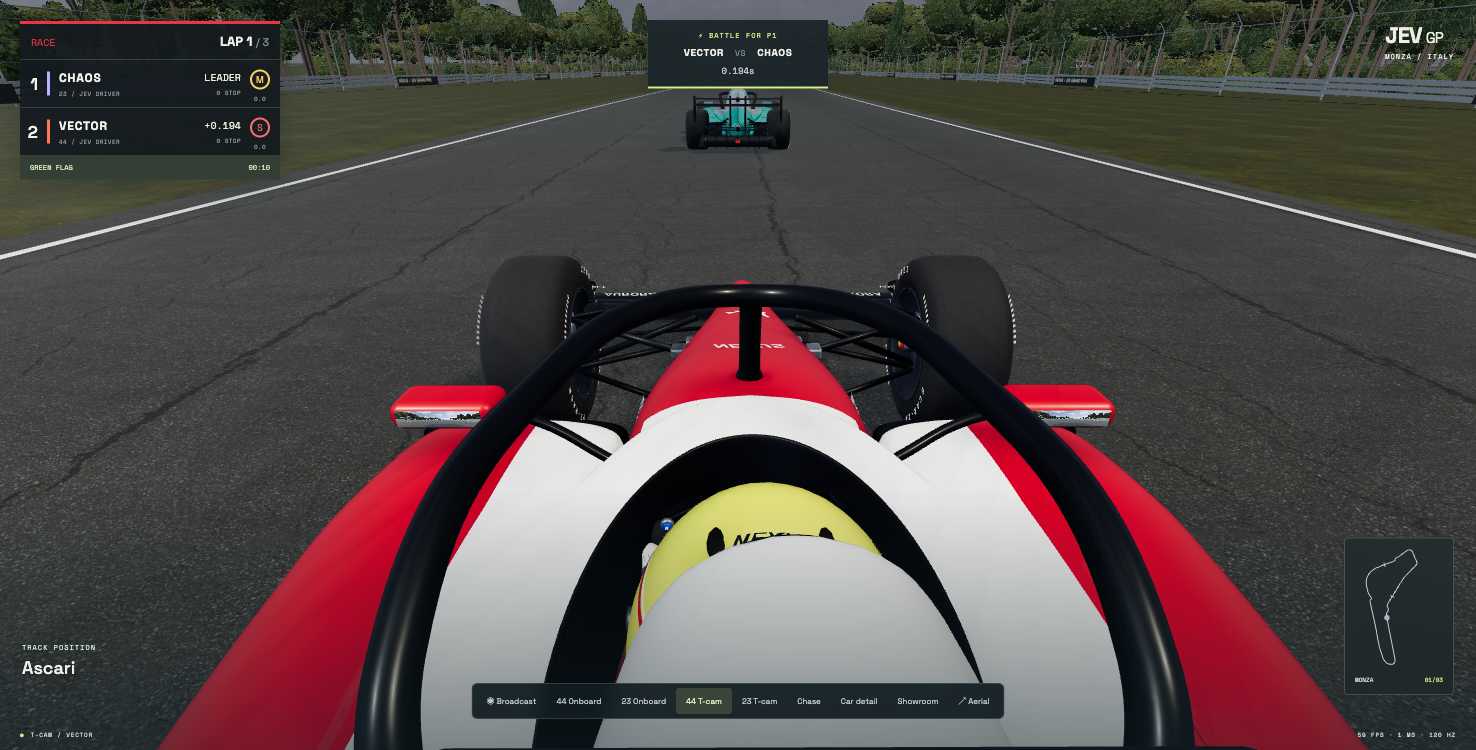 RACE LAP 1 / 3
1 CHAOS LEADER M
23 / JEV DRIVER 0 STOP 0.0
2 VECTOR +0.194 S
44 / JEV DRIVER 0 STOP 0.0
GREEN FLAG 00:10
⚡ BATTLE FOR P1
VECTOR VS CHAOS
0.194s
JEV GP
MONZA / ITALY
TRACK POSITION
Ascari
T-CAM / VECTOR
Broadcast 44 Onboard 23 Onboard 44 T-cam 23 T-cam Chase Car detail Showroom Aerial
MONZA 01/03
59 FPS · 1 MS · 120 HZ